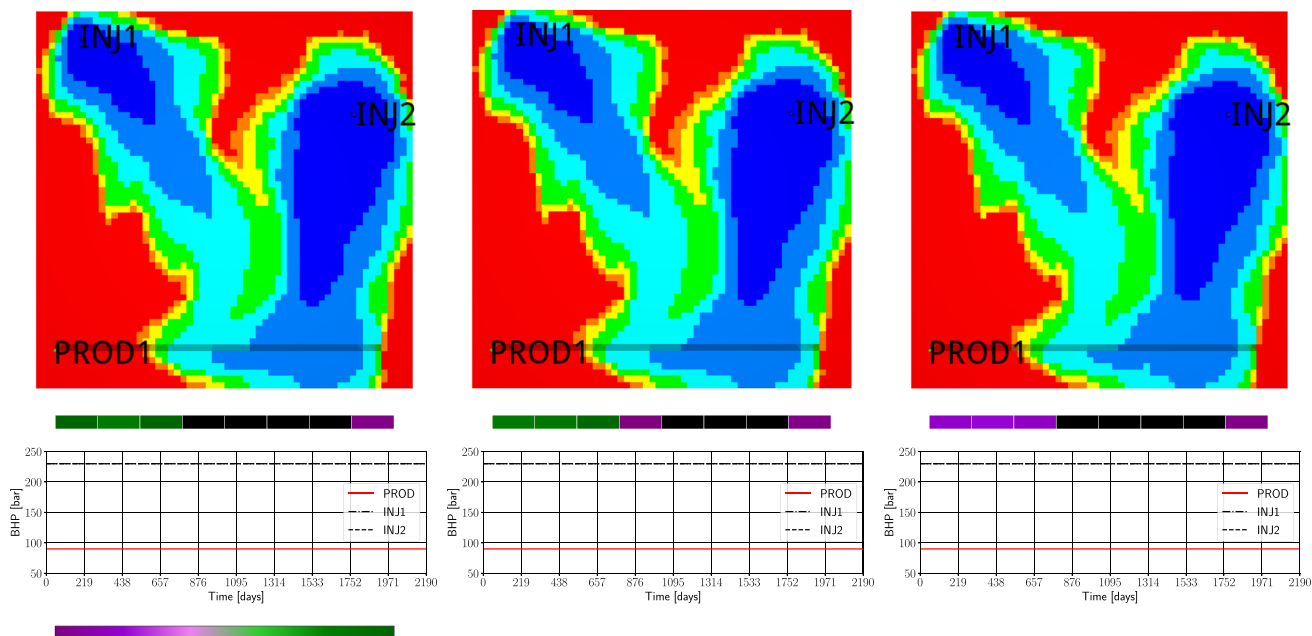 INJ1 INJ1 INJ1
INJ2 INJ2 INJ2
PROD1 PROD1 PROD1
250 250 250
200 200 200
150 150 150
100 100 100
50 50 50
BHP [bar] BHP [bar] BHP [bar]
PROD PROD PROD
INJ1 INJ1 INJ1
INJ2 INJ2 INJ2
0 219 438 657 876 1095 1314 1533 1752 1971 2190 0 219 438 657 876 1095 1314 1533 1752 1971 2190 0 219 438 657 876 1095 1314 1533 1752 1971 2190
Time [days] Time [days] Time [days]